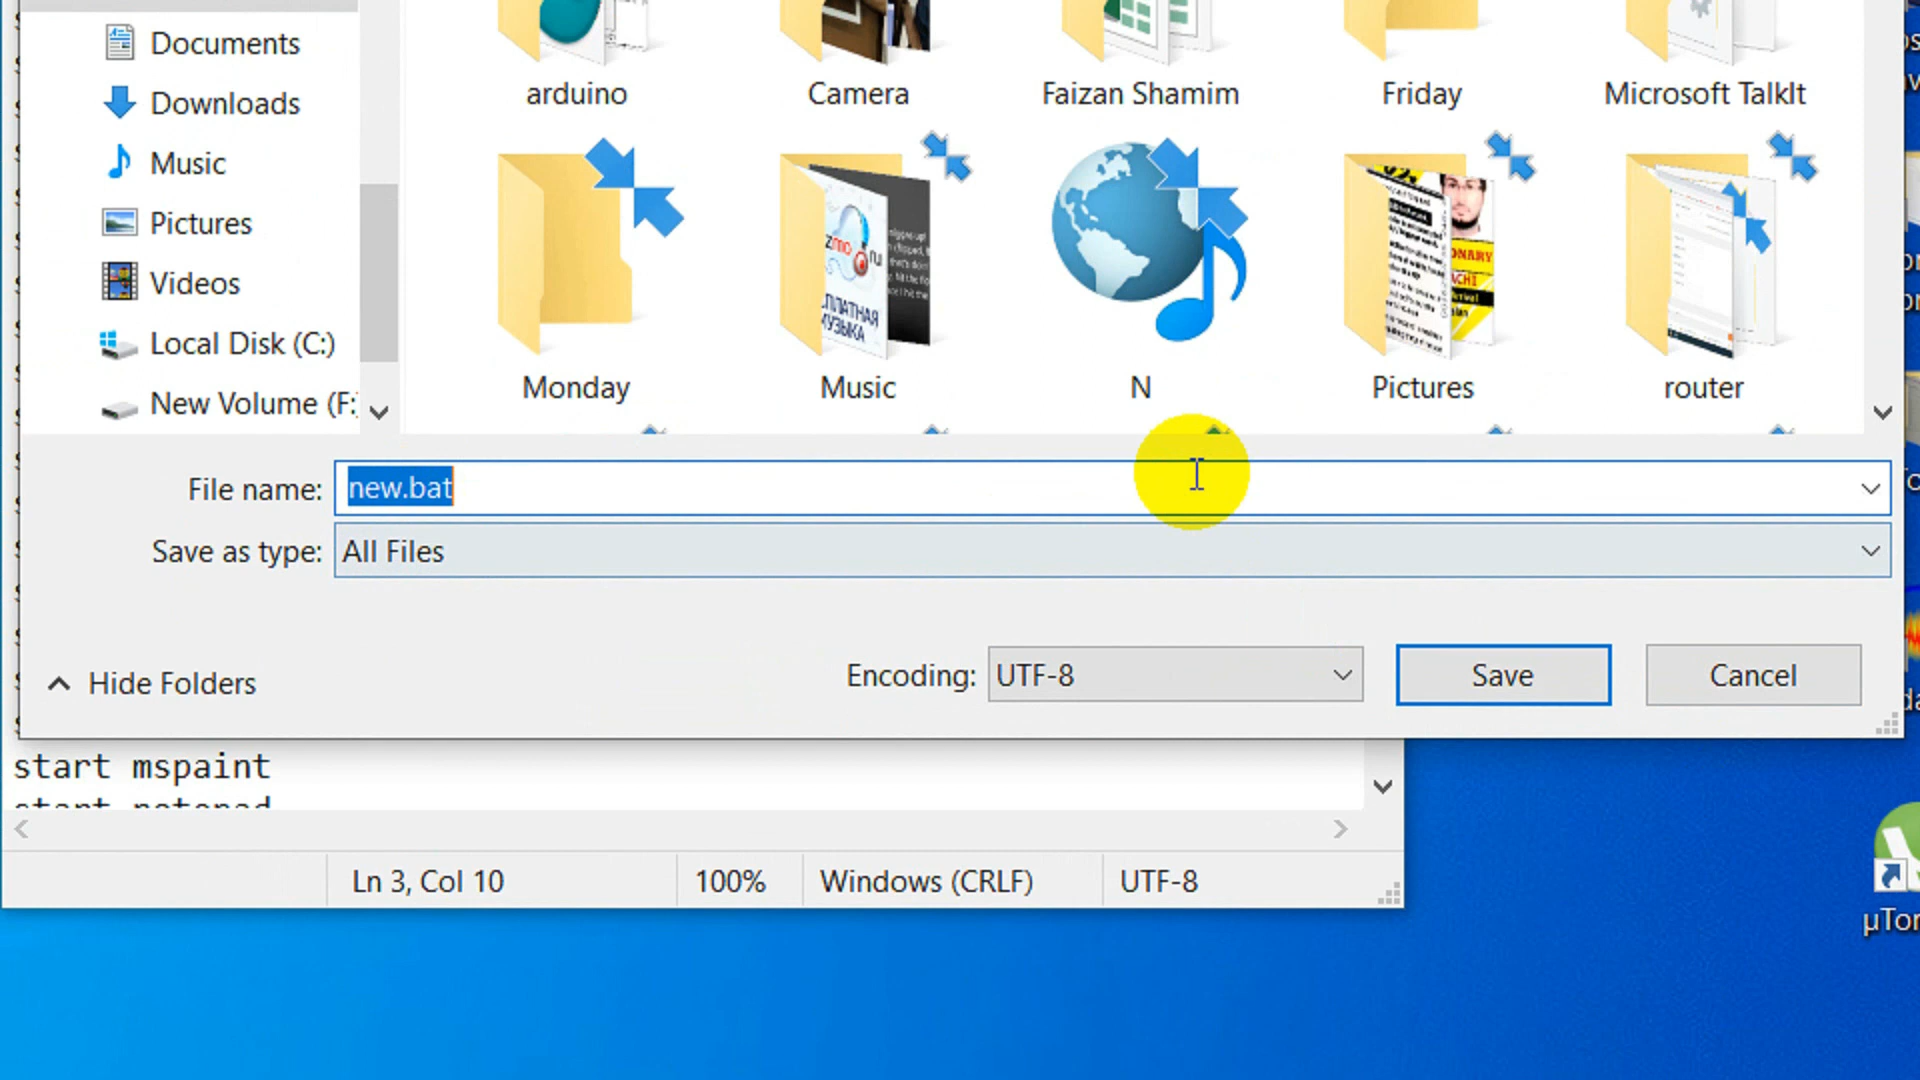 Documents
Downloads
Music
Pictures
Videos
Local Disk (C:)
New Volume (F:
arduino
Camera
Faizan Shamim
Friday
Microsoft TalkIt
Monday
Music
N
Pictures
router
File name: new.bat
Save as type: All Files
Hide Folders
Encoding: UTF-8
Save
Cancel
start mspaint
start notepad
Ln 3, Col 10
100%
Windows (CRLF)
UTF-8
µTor